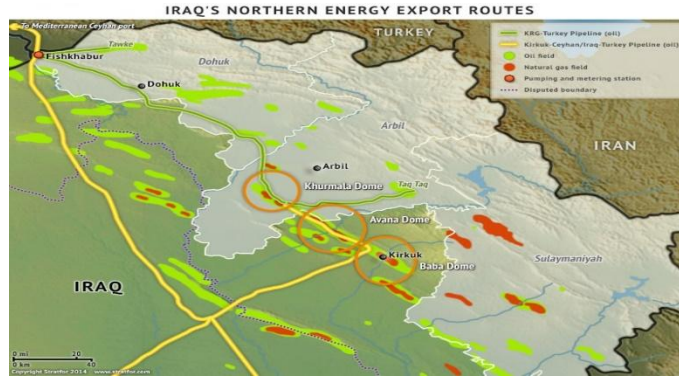 IRAQ'S NORTHERN ENERGY EXPORT ROUTES
To Mediterranean Ceyhan port
TURKEY
KRG-Turkey Pipeline (oil)
Kirkuk-Ceyhan/Iraq-Turkey Pipeline (oil)
Oil field
Natural gas field
Pumping and metering station
Disputed boundary
Tawke
Fishkhabur
Dohuk
Dohuk
Arbil
IRAN
Arbil
Khurmala Dome
Taq Taq
Avana Dome
Kirkuk
Baba Dome
Sulaymaniyah
IRAQ
0 mi 20
0 km 40
Copyright Stratfor 2014 www.stratfor.com